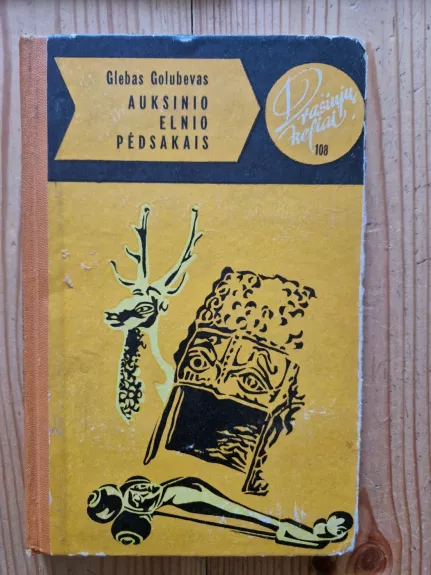 Glebas Golubevas
AUKSINIO
ELNIO
PĖDSAKAIS
Drąsiųjų
keliai
108